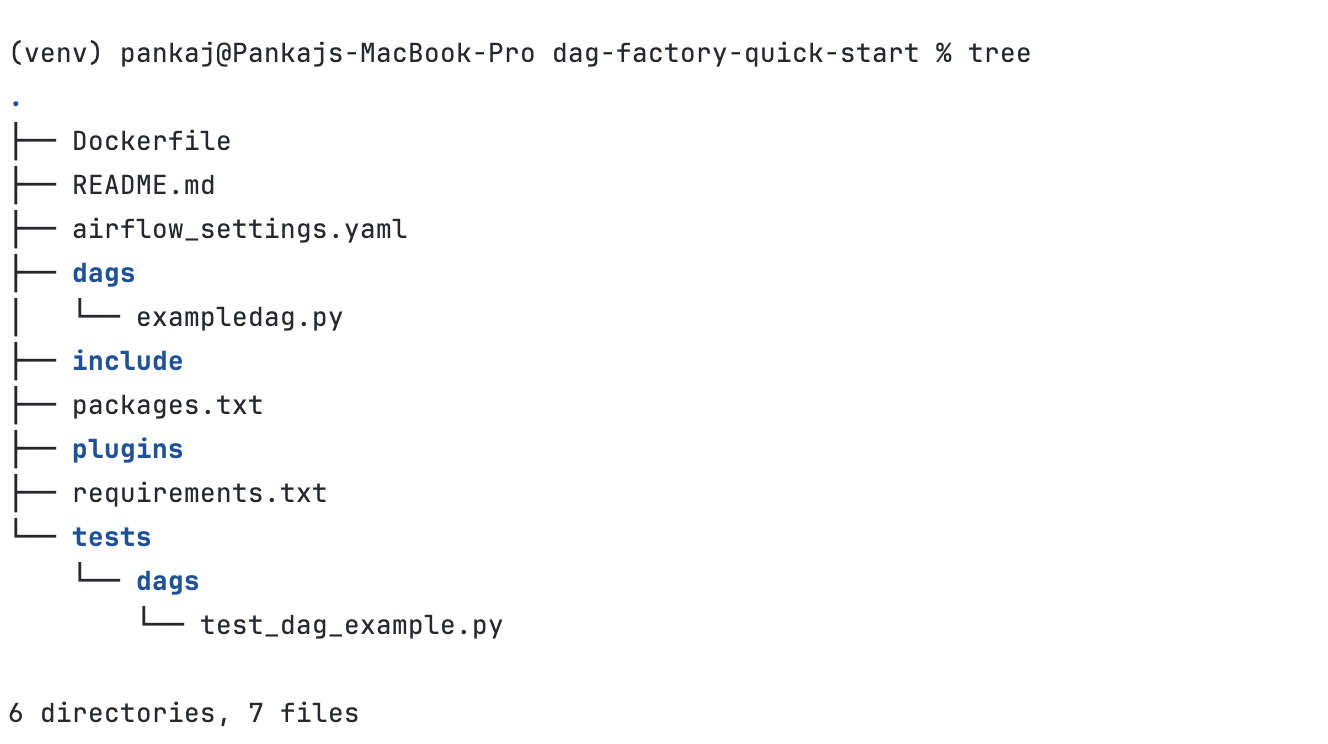 (venv) pankaj@Pankajs-MacBook-Pro dag-factory-quick-start % tree
.
├── Dockerfile
├── README.md
├── airflow_settings.yaml
├── dags
│   └── exampledag.py
├── include
├── packages.txt
├── plugins
├── requirements.txt
└── tests
    └── dags
        └── test_dag_example.py
6 directories, 7 files